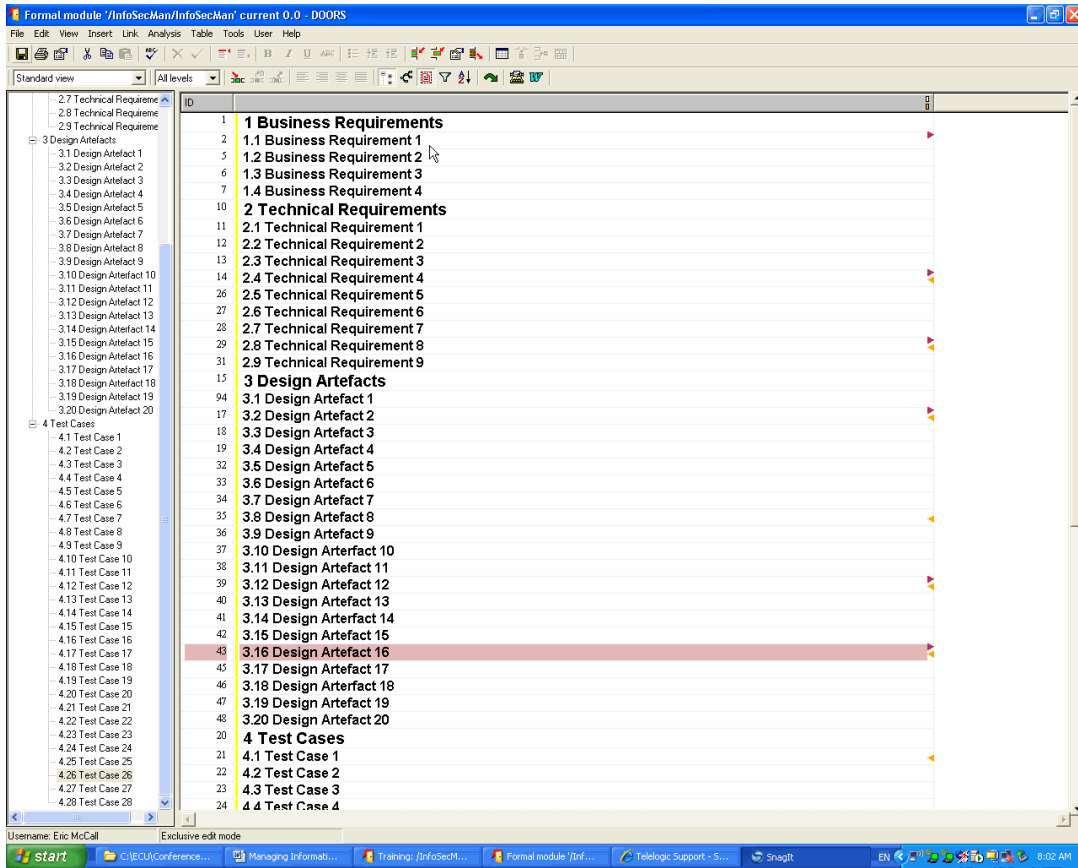 Formal module '/InfoSecMan/InfoSecMan' current 0.0 - DOORS
File Edit View Insert Link Analysis Table Tools User Help
Standard view All levels
2.7 Technical Requireme
2.8 Technical Requireme
2.9 Technical Requireme
3 Design Artefacts
3.1 Design Artefact 1
3.2 Design Artefact 2
3.3 Design Artefact 3
3.4 Design Artefact 4
3.5 Design Artefact 5
3.6 Design Artefact 6
3.7 Design Artefact 7
3.8 Design Artefact 8
3.9 Design Artefact 9
3.10 Design Arterfact 10
3.11 Design Artefact 11
3.12 Design Artefact 12
3.13 Design Artefact 13
3.14 Design Arterfact 14
3.15 Design Artefact 15
3.16 Design Artefact 16
3.17 Design Artefact 17
3.18 Design Arterfact 18
3.19 Design Artefact 19
3.20 Design Artefact 20
4 Test Cases
4.1 Test Case 1
4.2 Test Case 2
4.3 Test Case 3
4.4 Test Case 4
4.5 Test Case 5
4.6 Test Case 6
4.7 Test Case 7
4.8 Test Case 8
4.9 Test Case 9
4.10 Test Case 10
4.11 Test Case 11
4.12 Test Case 12
4.13 Test Case 13
4.14 Test Case 14
4.15 Test Case 15
4.16 Test Case 16
4.17 Test Case 17
4.18 Test Case 18
4.19 Test Case 19
4.20 Test Case 20
4.21 Test Case 21
4.22 Test Case 22
4.23 Test Case 23
4.24 Test Case 24
4.25 Test Case 25
4.26 Test Case 26
4.27 Test Case 27
4.28 Test Case 28
ID
1 1 Business Requirements
2 1.1 Business Requirement 1
5 1.2 Business Requirement 2
6 1.3 Business Requirement 3
7 1.4 Business Requirement 4
10 2 Technical Requirements
11 2.1 Technical Requirement 1
12 2.2 Technical Requirement 2
13 2.3 Technical Requirement 3
14 2.4 Technical Requirement 4
26 2.5 Technical Requirement 5
27 2.6 Technical Requirement 6
28 2.7 Technical Requirement 7
29 2.8 Technical Requirement 8
31 2.9 Technical Requirement 9
15 3 Design Artefacts
94 3.1 Design Artefact 1
17 3.2 Design Artefact 2
18 3.3 Design Artefact 3
19 3.4 Design Artefact 4
32 3.5 Design Artefact 5
33 3.6 Design Artefact 6
34 3.7 Design Artefact 7
35 3.8 Design Artefact 8
36 3.9 Design Artefact 9
37 3.10 Design Arterfact 10
38 3.11 Design Artefact 11
39 3.12 Design Artefact 12
40 3.13 Design Artefact 13
41 3.14 Design Arterfact 14
42 3.15 Design Artefact 15
43 3.16 Design Artefact 16
45 3.17 Design Artefact 17
46 3.18 Design Arterfact 18
47 3.19 Design Artefact 19
48 3.20 Design Artefact 20
20 4 Test Cases
21 4.1 Test Case 1
22 4.2 Test Case 2
23 4.3 Test Case 3
24 4.4 Test Case 4
Username: Eric McCall Exclusive edit mode
start C:\ECU\Conference... Managing Informati... Training: /InfoSecM... Formal module '/Inf... Telelogic Support - S... SnagIt EN 8:02 AM